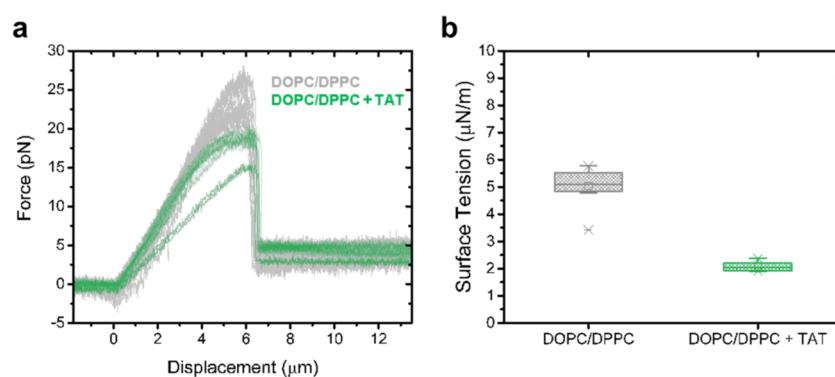 a
30
25
20
15
10
5
0
-5
Force (pN)
DOPC/DPPC
DOPC/DPPC + TAT
0 2 4 6 8 10 12
Displacement (μm)
b
10
9
8
7
6
5
4
3
2
1
0
Surface Tension (μN/m)
DOPC/DPPC DOPC/DPPC + TAT